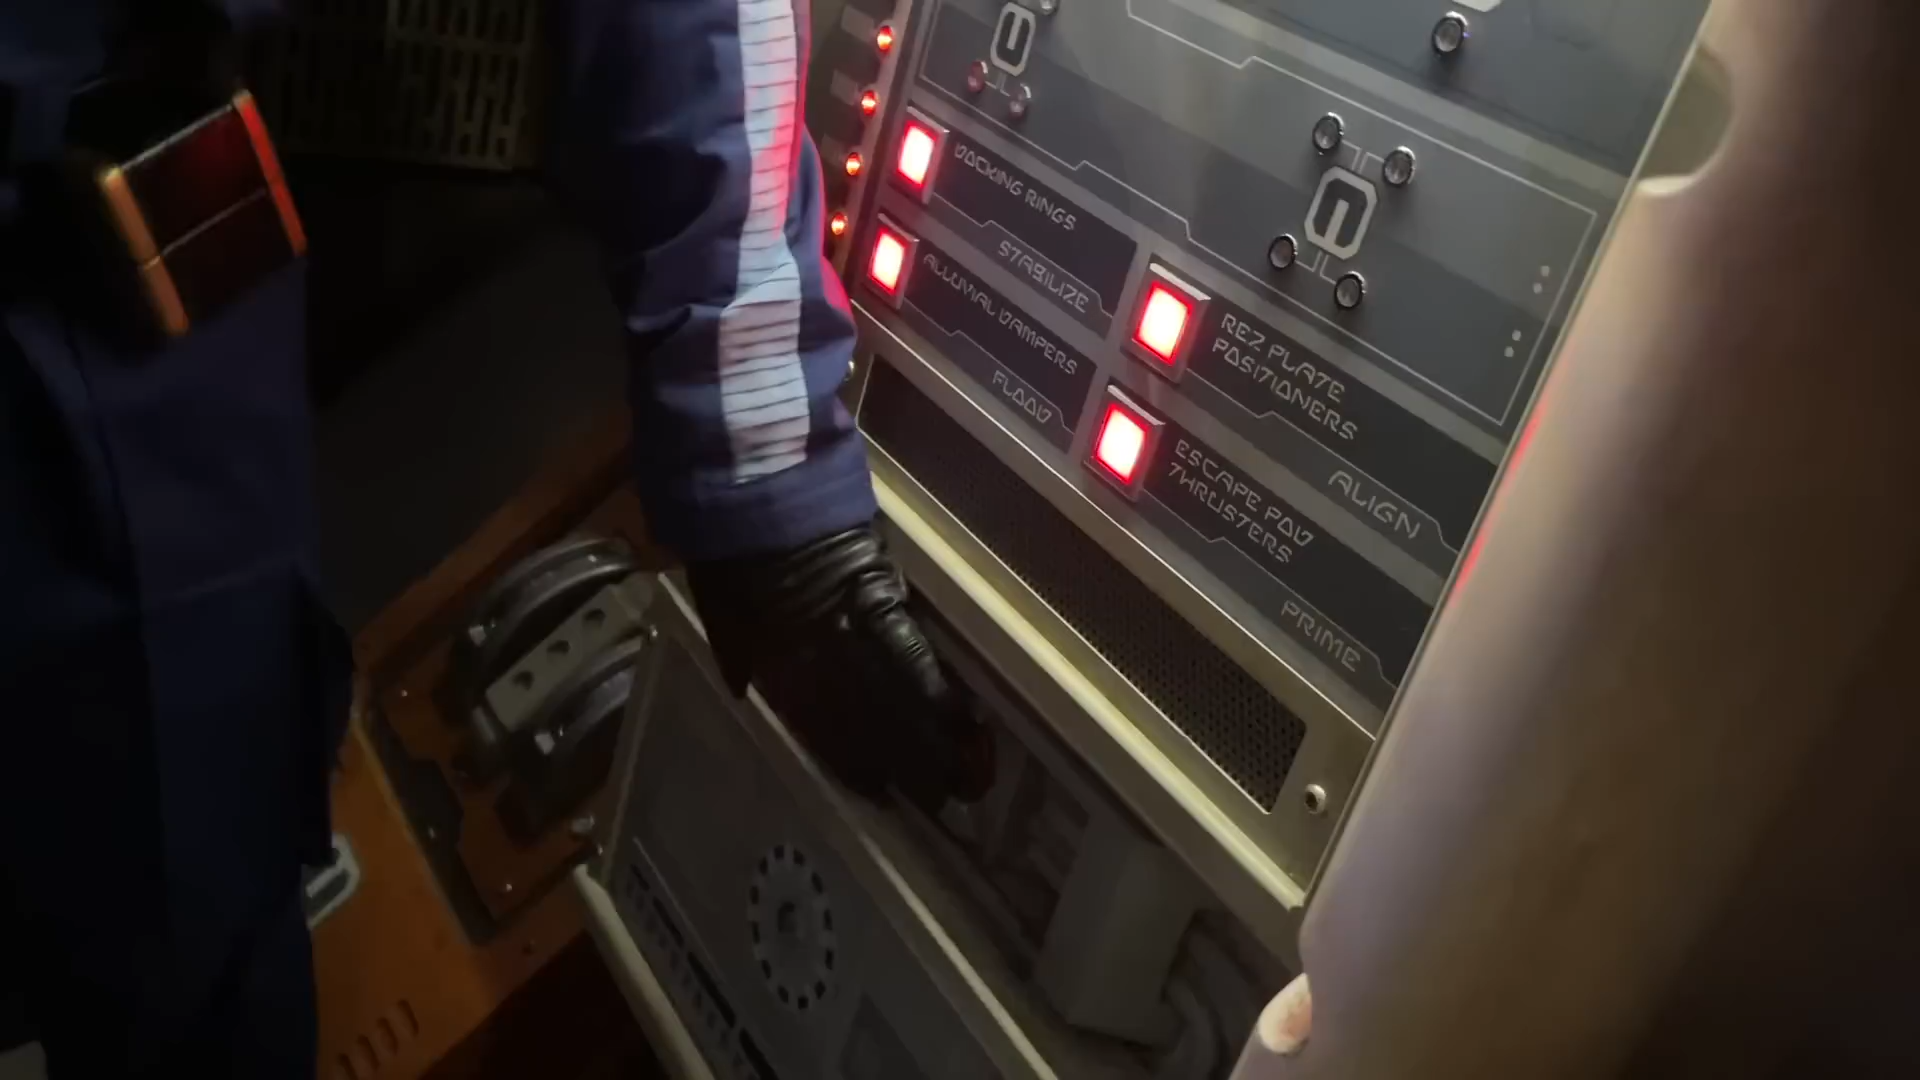 DOCKING RINGS
STABILIZE
ALLUVIAL DAMPERS
FLOOD
REZ PLATE
POSITIONERS
ALIGN
ESCAPE POD
THRUSTERS
PRIME